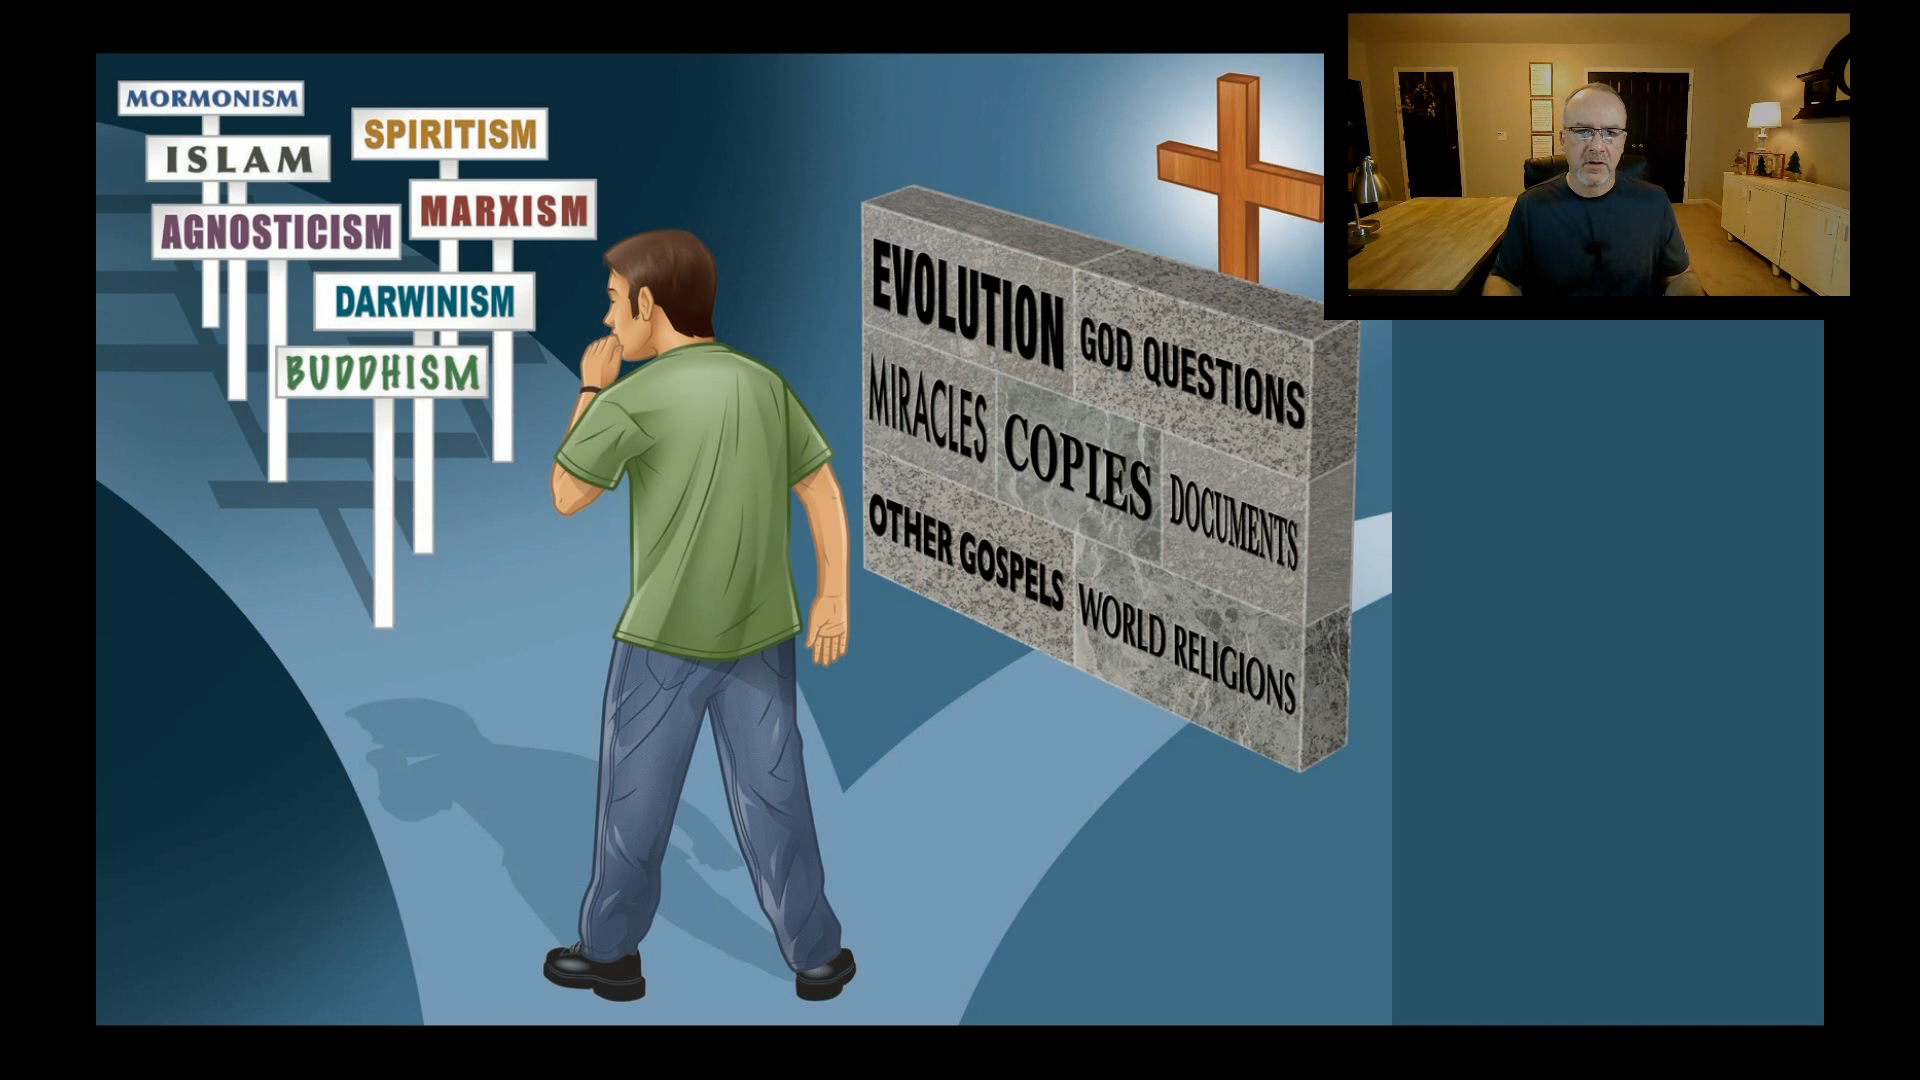 MORMONISM
ISLAM
SPIRITISM
AGNOSTICISM
MARXISM
DARWINISM
BUDDHISM
EVOLUTION
GOD QUESTIONS
MIRACLES
COPIES
DOCUMENTS
OTHER GOSPELS
WORLD RELIGIONS